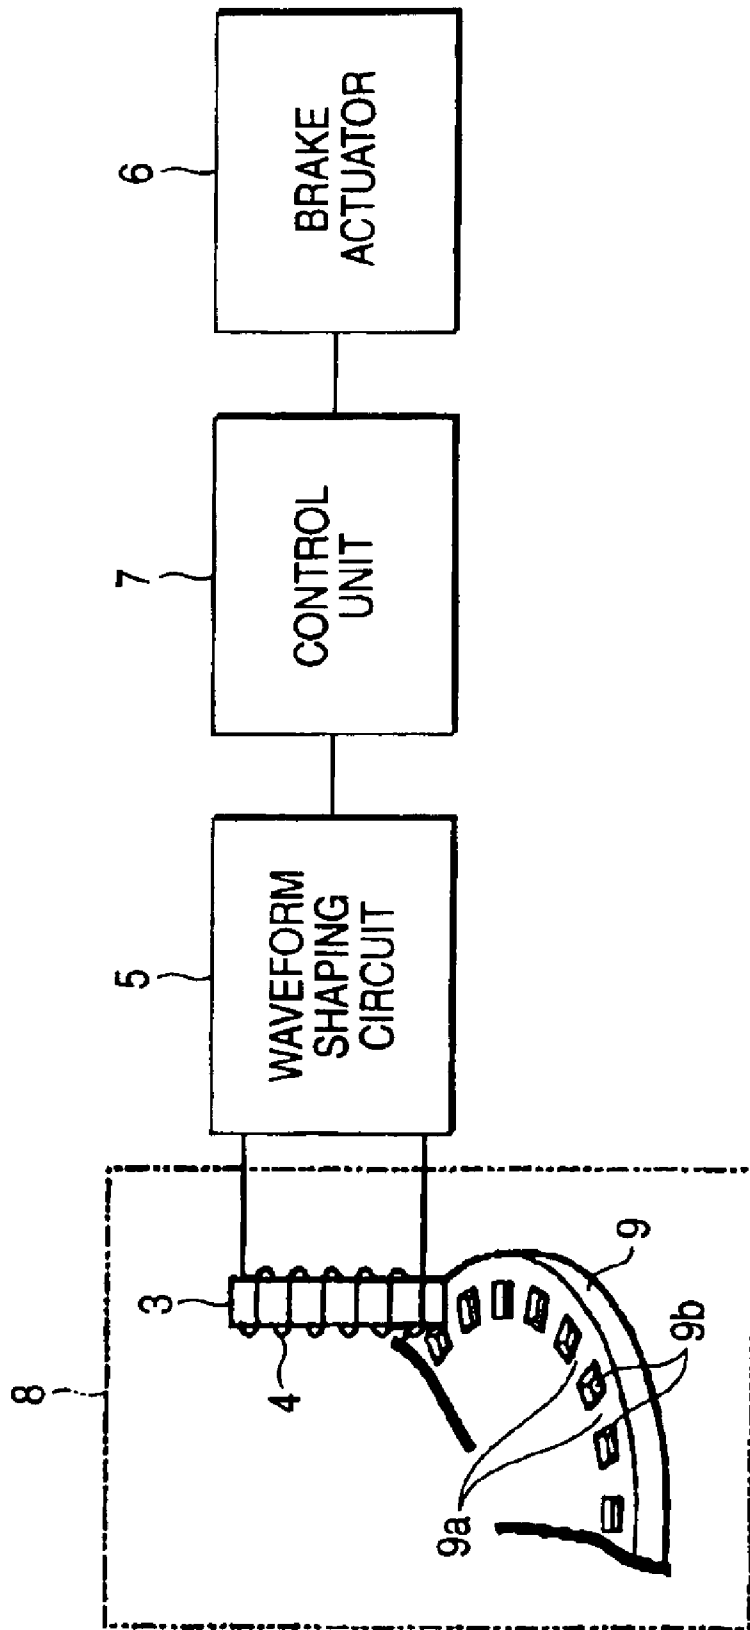 8
3
4
9
9a
9b
5
WAVEFORM
SHAPING
CIRCUIT
7
CONTROL
UNIT
6
BRAKE
ACTUATOR